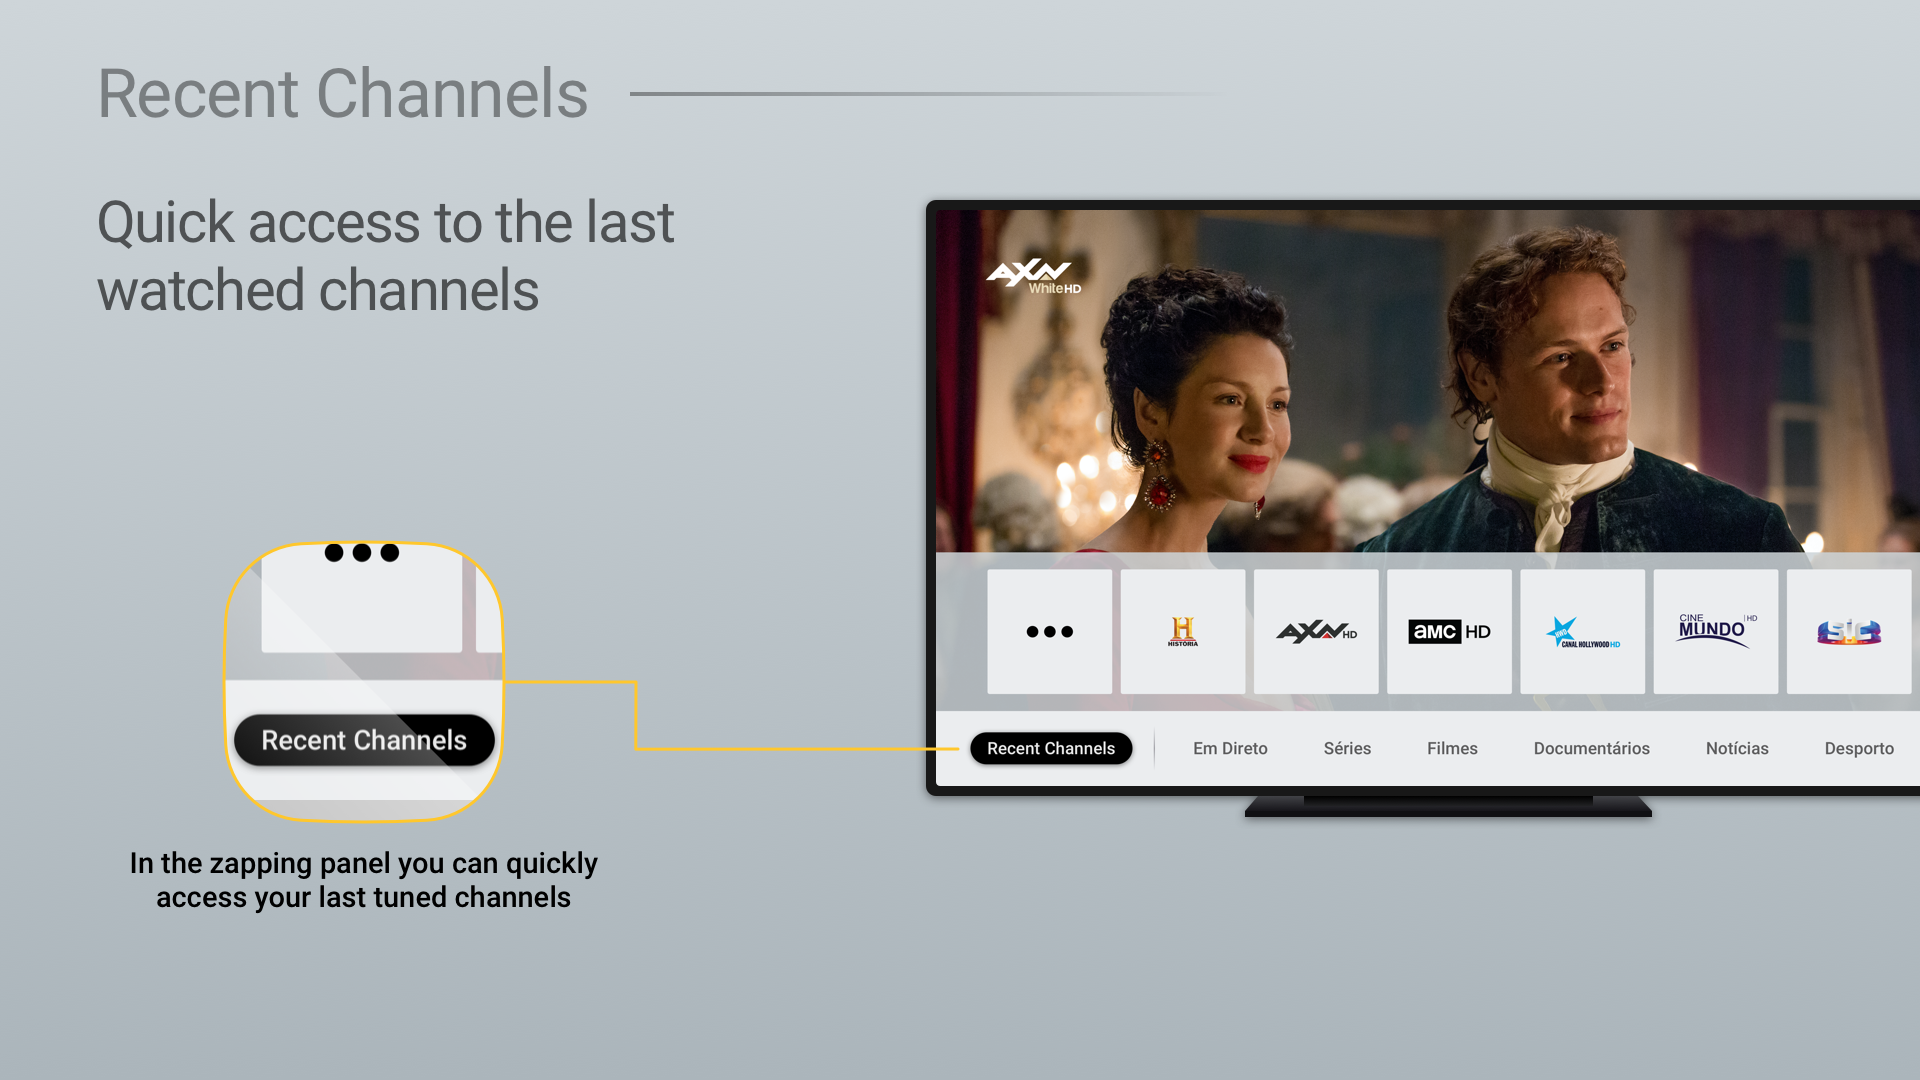 Recent Channels
Quick access to the last
watched channels
AXN
White HD
H
HISTORIA
AXN HD
aMC HD
HWD
CANAL HOLLYWOOD HD
CINE
MUNDO HD
SIC
Recent Channels
Em Direto
Séries
Filmes
Documentários
Notícias
Desporto
Recent Channels
In the zapping panel you can quickly
access your last tuned channels